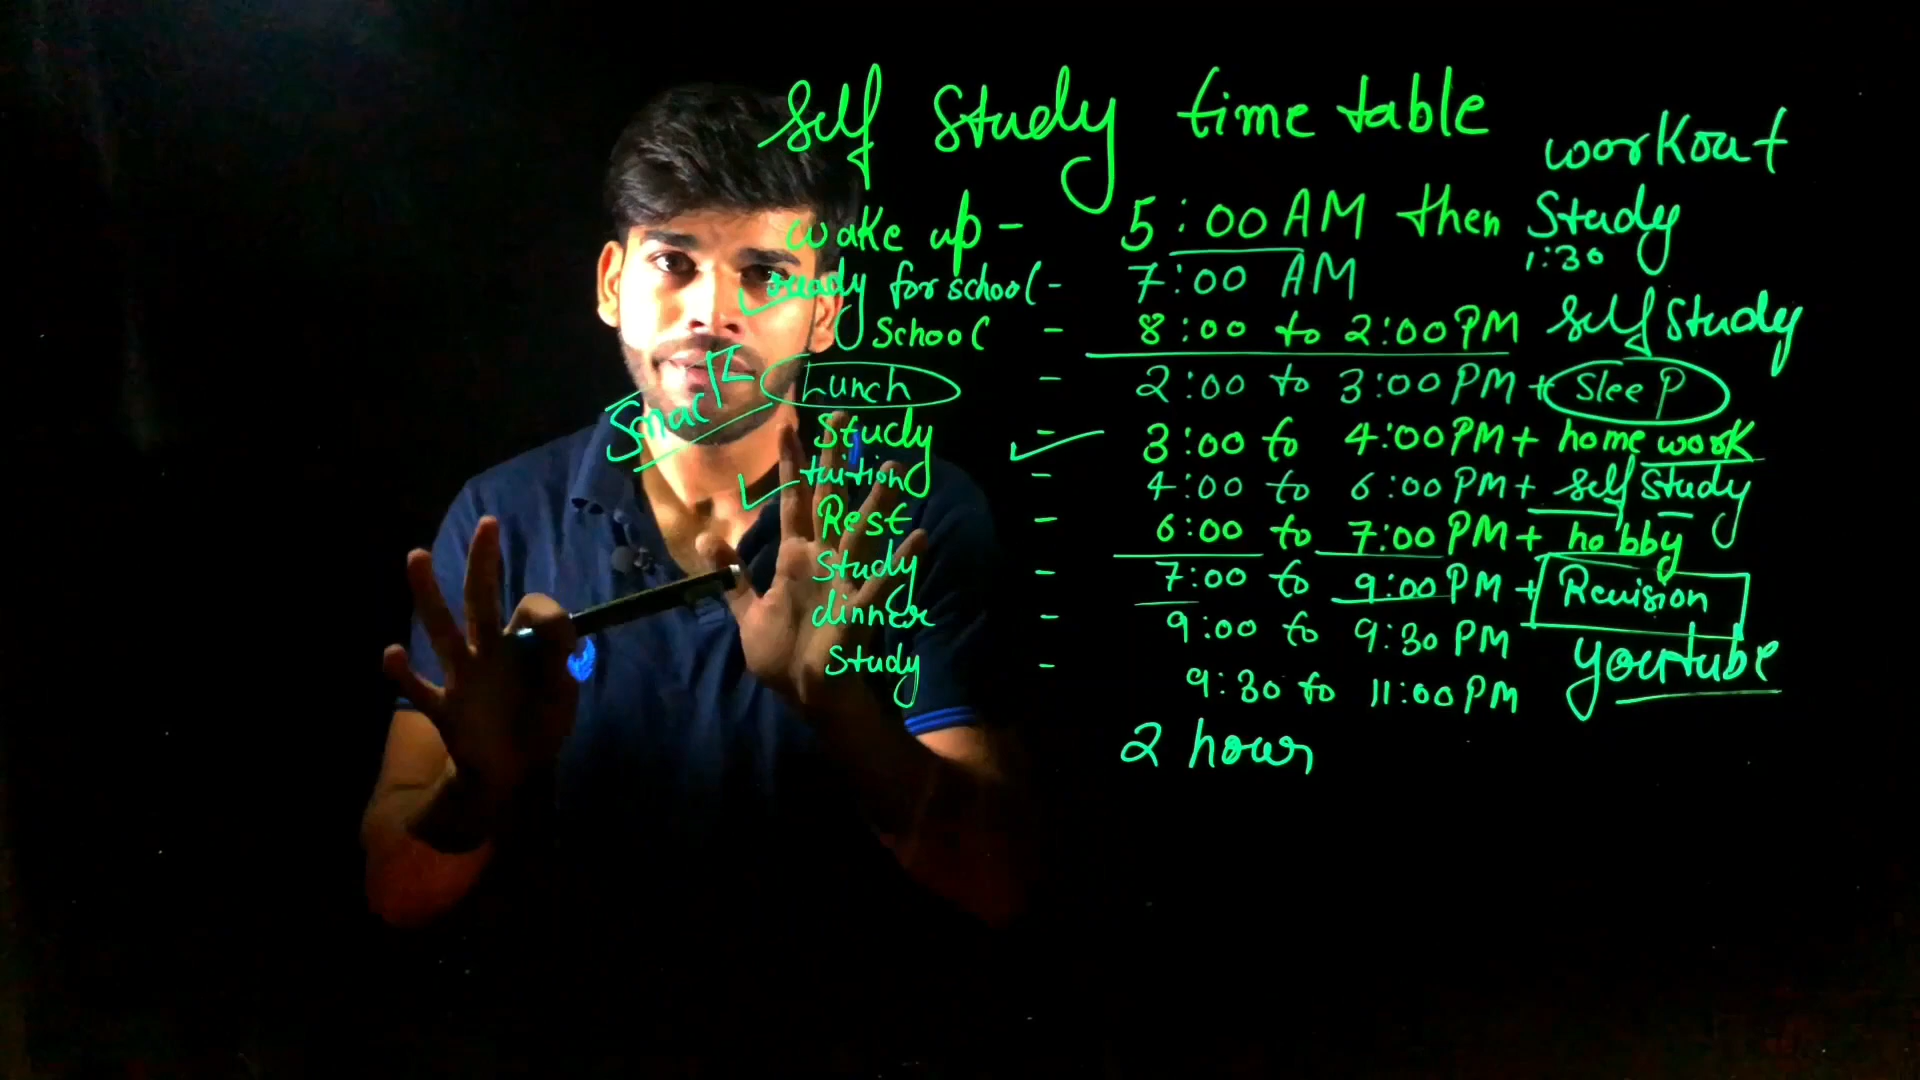 Self Study time table
workout
wake up - 5:00 AM then Study
1:30
ready for school - 7:00 AM
School - 8:00 to 2:00 PM Self Study
Lunch - 2:00 to 3:00 PM + Sleep
Smart
Study - 3:00 to 4:00 PM + home work
tuition - 4:00 to 6:00 PM + self study
Rest - 6:00 to 7:00 PM + hobby
Study - 7:00 to 9:00 PM + Revision
dinner - 9:00 to 9:30 PM
youtube
Study - 9:30 to 11:00 PM
2 hour